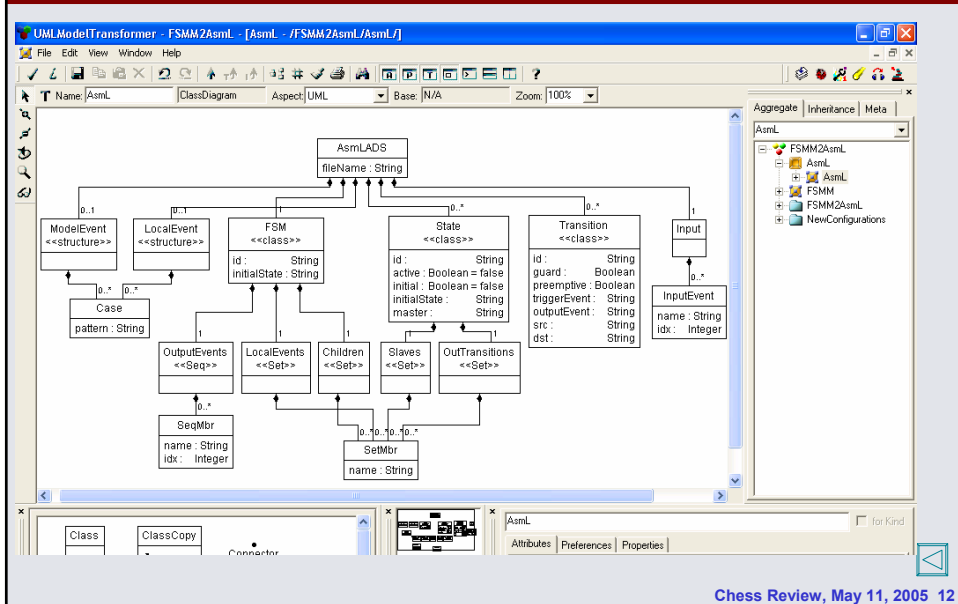 UMLModelTransformer - FSMM2AsmL - [AsmL - /FSMM2AsmL/AsmL/]
File Edit View Window Help
Name: AsmL ClassDiagram Aspect: UML Base: N/A Zoom: 100%
Aggregate Inheritance Meta
AsmL
FSMM2AsmL
AsmL
AsmL
FSMM
FSMM2AsmL
NewConfigurations
AsmLADS
fileName : String
0..1 0..1 1 0..* 0..* 1
ModelEvent
<<structure>>
LocalEvent
<<structure>>
FSM
<<class>>
id : String
initialState : String
State
<<class>>
id : String
active : Boolean = false
initial : Boolean = false
initialState : String
master : String
Transition
<<class>>
id : String
guard : Boolean
preemptive : Boolean
triggerEvent : String
outputEvent : String
src : String
dst : String
Input
0..*
InputEvent
name : String
idx : Integer
0..* 0..*
Case
pattern : String
1 1 1 1 1
OutputEvents
<<Seq>>
LocalEvents
<<Set>>
Children
<<Set>>
Slaves
<<Set>>
OutTransitions
<<Set>>
0..*
SeqMbr
name : String
idx : Integer
0..* 0..* 0..* 0..*
SetMbr
name : String
Class
ClassCopy
Connector
AsmL
for Kind
Attributes Preferences Properties
Chess Review, May 11, 2005 12